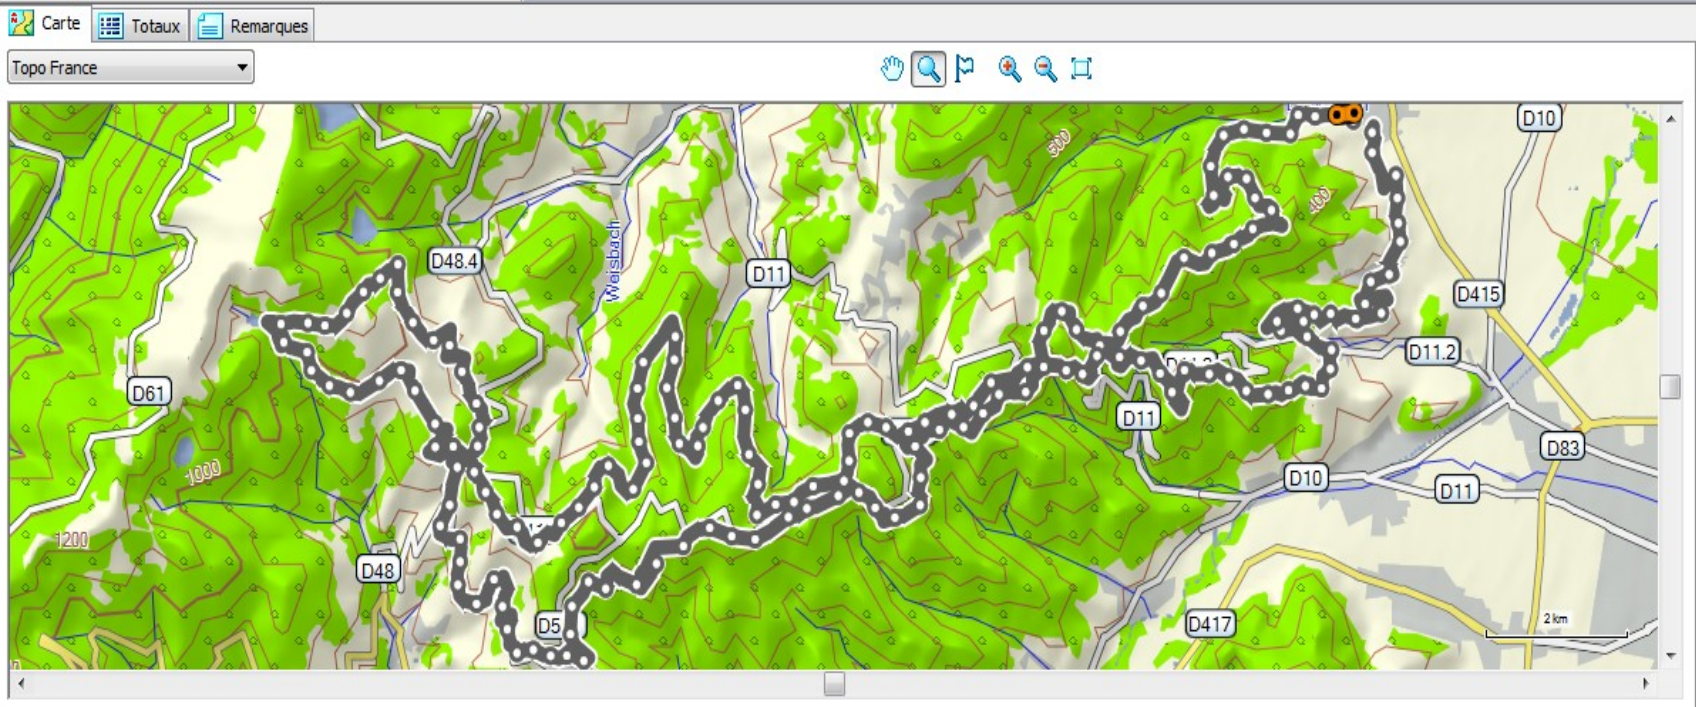 Carte
Totaux
Remarques
Topo France
D10
500
400
Weisbach
D48.4
D11
D415
D11.2
D61
D11
D83
1000
D10
D11
1200
D48
D5
D417
2 km